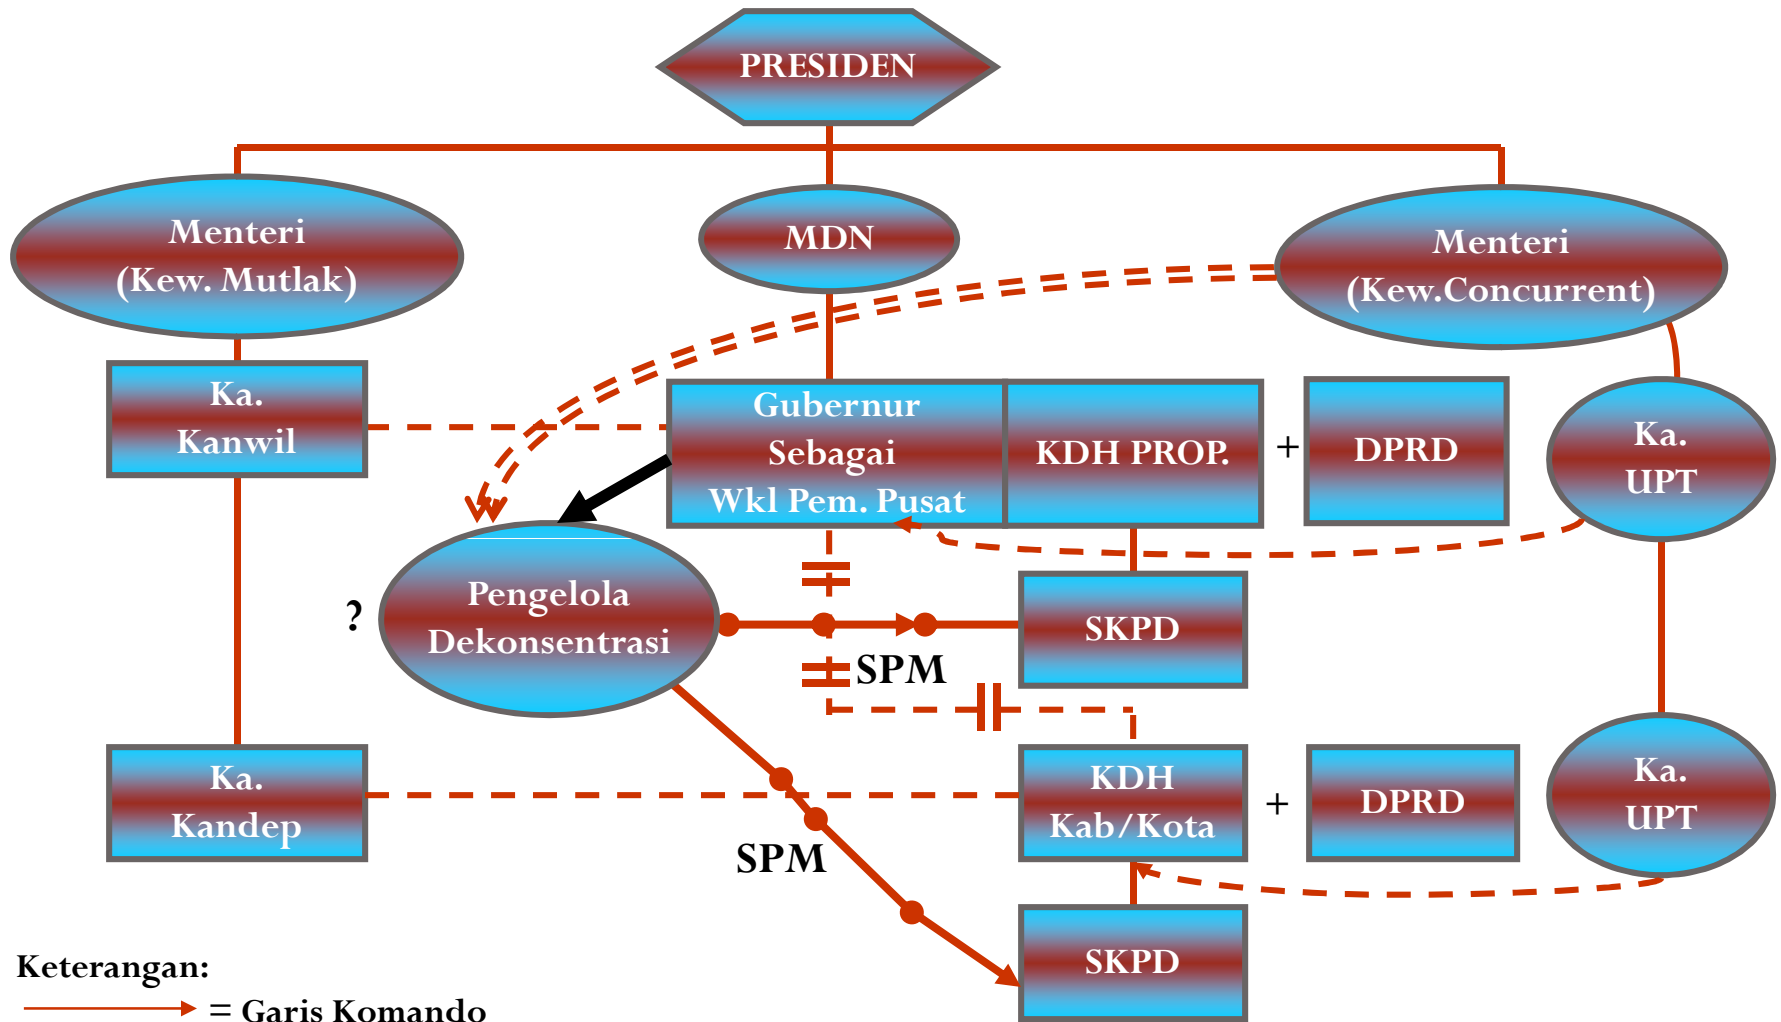 PRESIDEN
Menteri
(Kew. Mutlak)
MDN
Menteri
(Kew.Concurrent)
Ka.
Kanwil
Gubernur
Sebagai
Wkl Pem. Pusat
KDH PROP.
+
DPRD
Ka.
UPT
?
Pengelola
Dekonsentrasi
SPM
SKPD
Ka.
Kandep
SPM
KDH
Kab/Kota
+
DPRD
Ka.
UPT
SKPD
Keterangan:
= Garis Komando